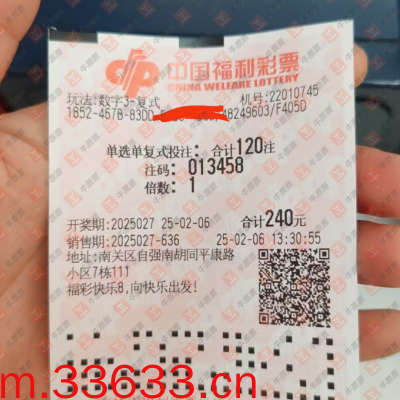 中国福利彩票
CHINA WELFARE LOTTERY
玩法:数字3-复式 机号:22010745
1852-467B-83DD 48249603/F405D
单选单复式投注: 合计120注
注码: 013458
倍数: 1
开奖期:2025027 25-02-06 合计240元
销售期:2025027-636 25-02-06 13:30:55
地址:南关区自强南胡同平康路
小区7栋111
福彩快乐8,向快乐出发!
m.33633.cn